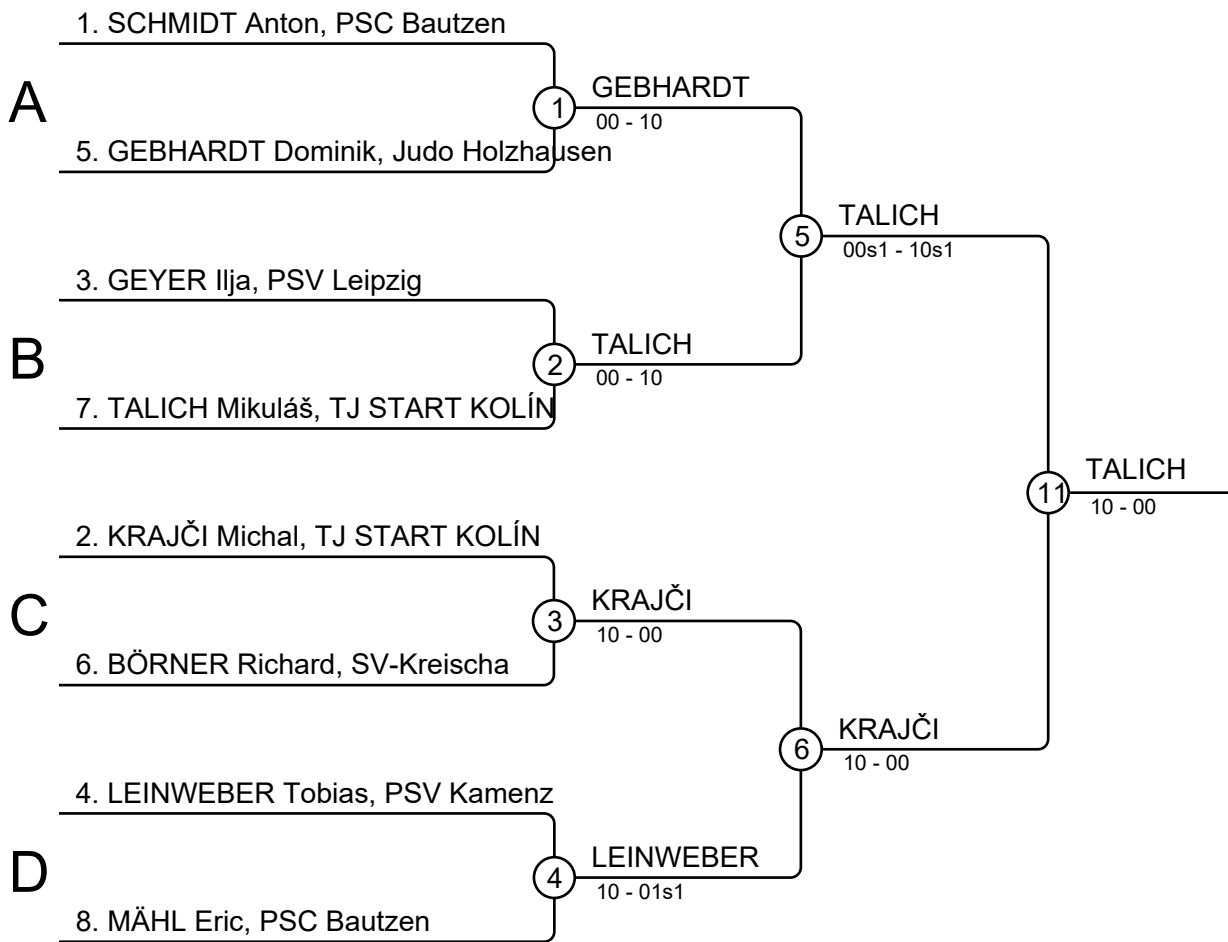 1. SCHMIDT Anton, PSC Bautzen
A
1
GEBHARDT
00 - 10
5. GEBHARDT Dominik, Judo Holzhausen
5
TALICH
00s1 - 10s1
3. GEYER Ilja, PSV Leipzig
B
2
TALICH
00 - 10
7. TALICH Mikuláš, TJ START KOLÍN
11
TALICH
10 - 00
2. KRAJČI Michal, TJ START KOLÍN
C
3
KRAJČI
10 - 00
6. BÖRNER Richard, SV-Kreischa
6
KRAJČI
10 - 00
4. LEINWEBER Tobias, PSV Kamenz
D
4
LEINWEBER
10 - 01s1
8. MÄHL Eric, PSC Bautzen